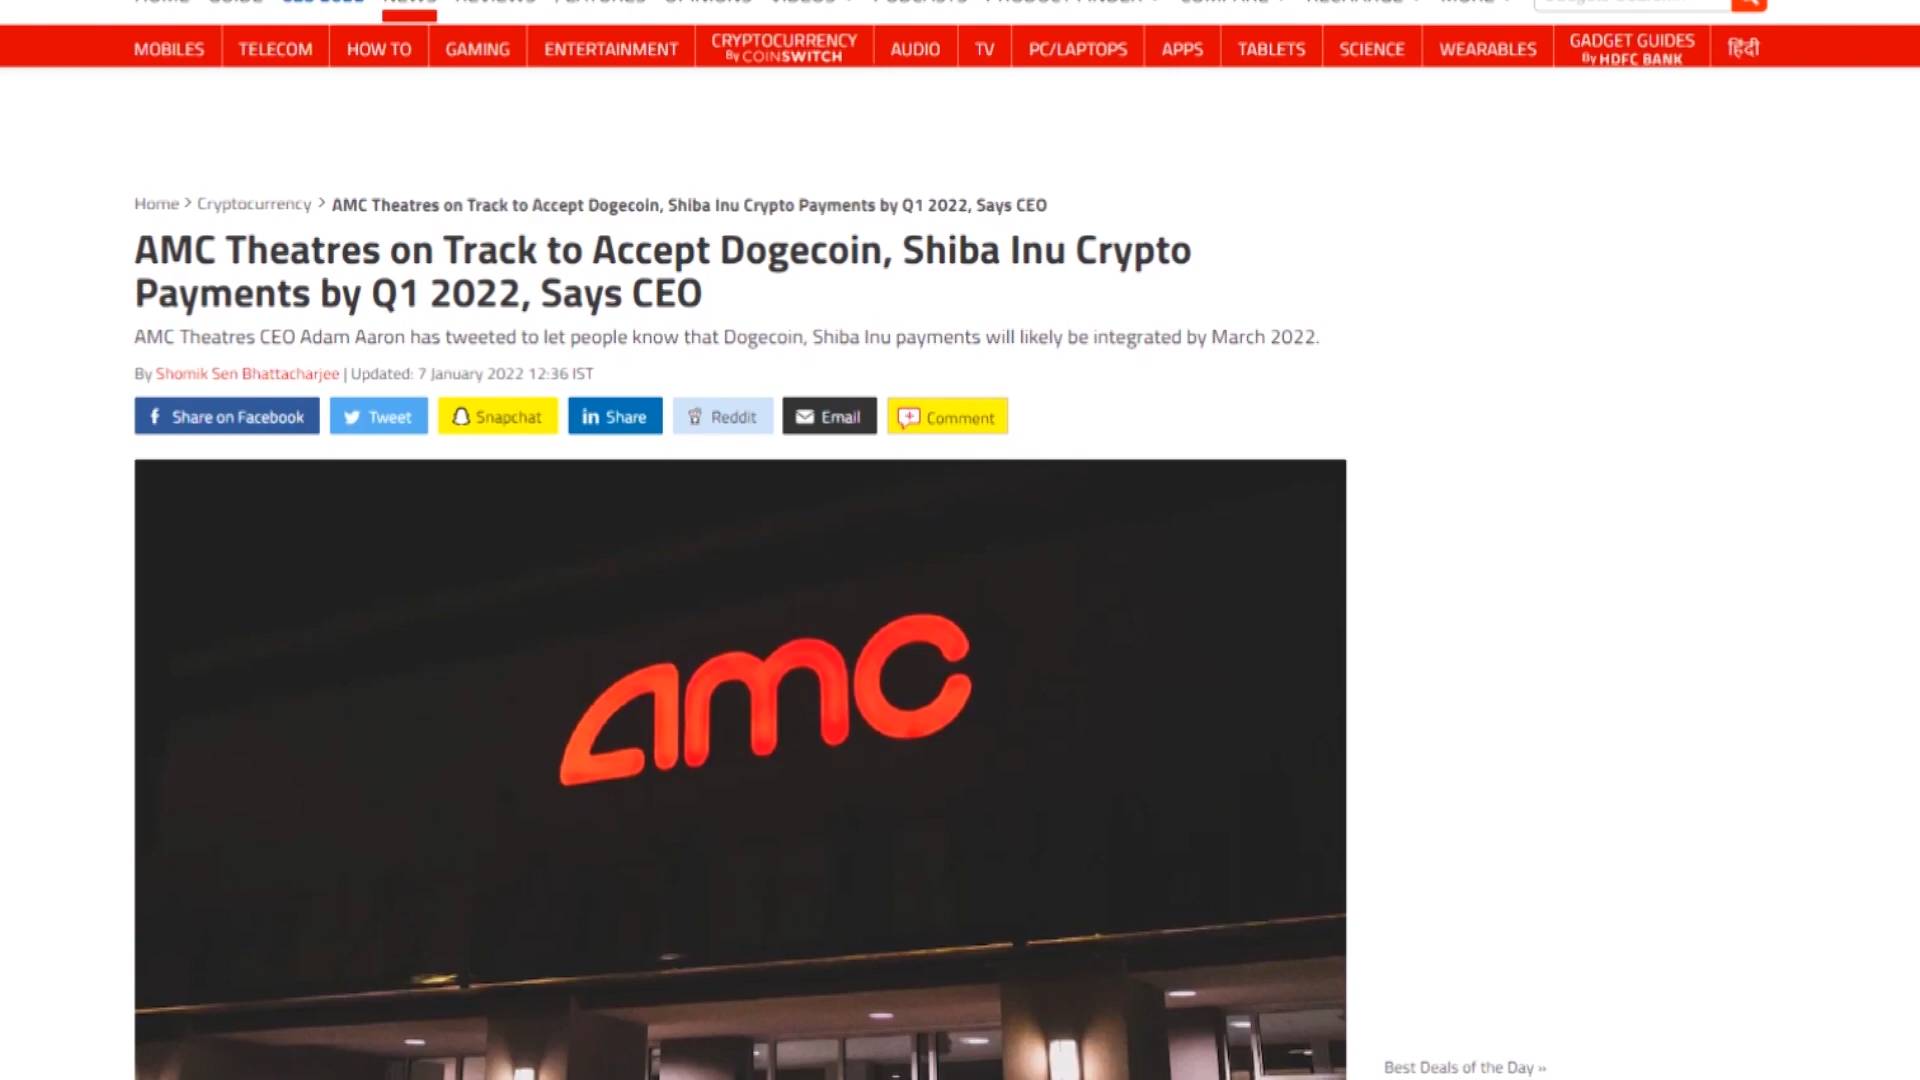 MOBILES
TELECOM
HOW TO
GAMING
ENTERTAINMENT
CRYPTOCURRENCY
By COINSWITCH
AUDIO
TV
PC/LAPTOPS
APPS
TABLETS
SCIENCE
WEARABLES
GADGET GUIDES
By HDFC BANK
हिंदी
Home > Cryptocurrency > AMC Theatres on Track to Accept Dogecoin, Shiba Inu Crypto Payments by Q1 2022, Says CEO
AMC Theatres on Track to Accept Dogecoin, Shiba Inu Crypto
Payments by Q1 2022, Says CEO
AMC Theatres CEO Adam Aaron has tweeted to let people know that Dogecoin, Shiba Inu payments will likely be integrated by March 2022.
By Shomik Sen Bhattacharjee | Updated: 7 January 2022 12:36 IST
Share on Facebook
Tweet
Snapchat
in Share
Reddit
Email
Comment
amc
Best Deals of the Day »